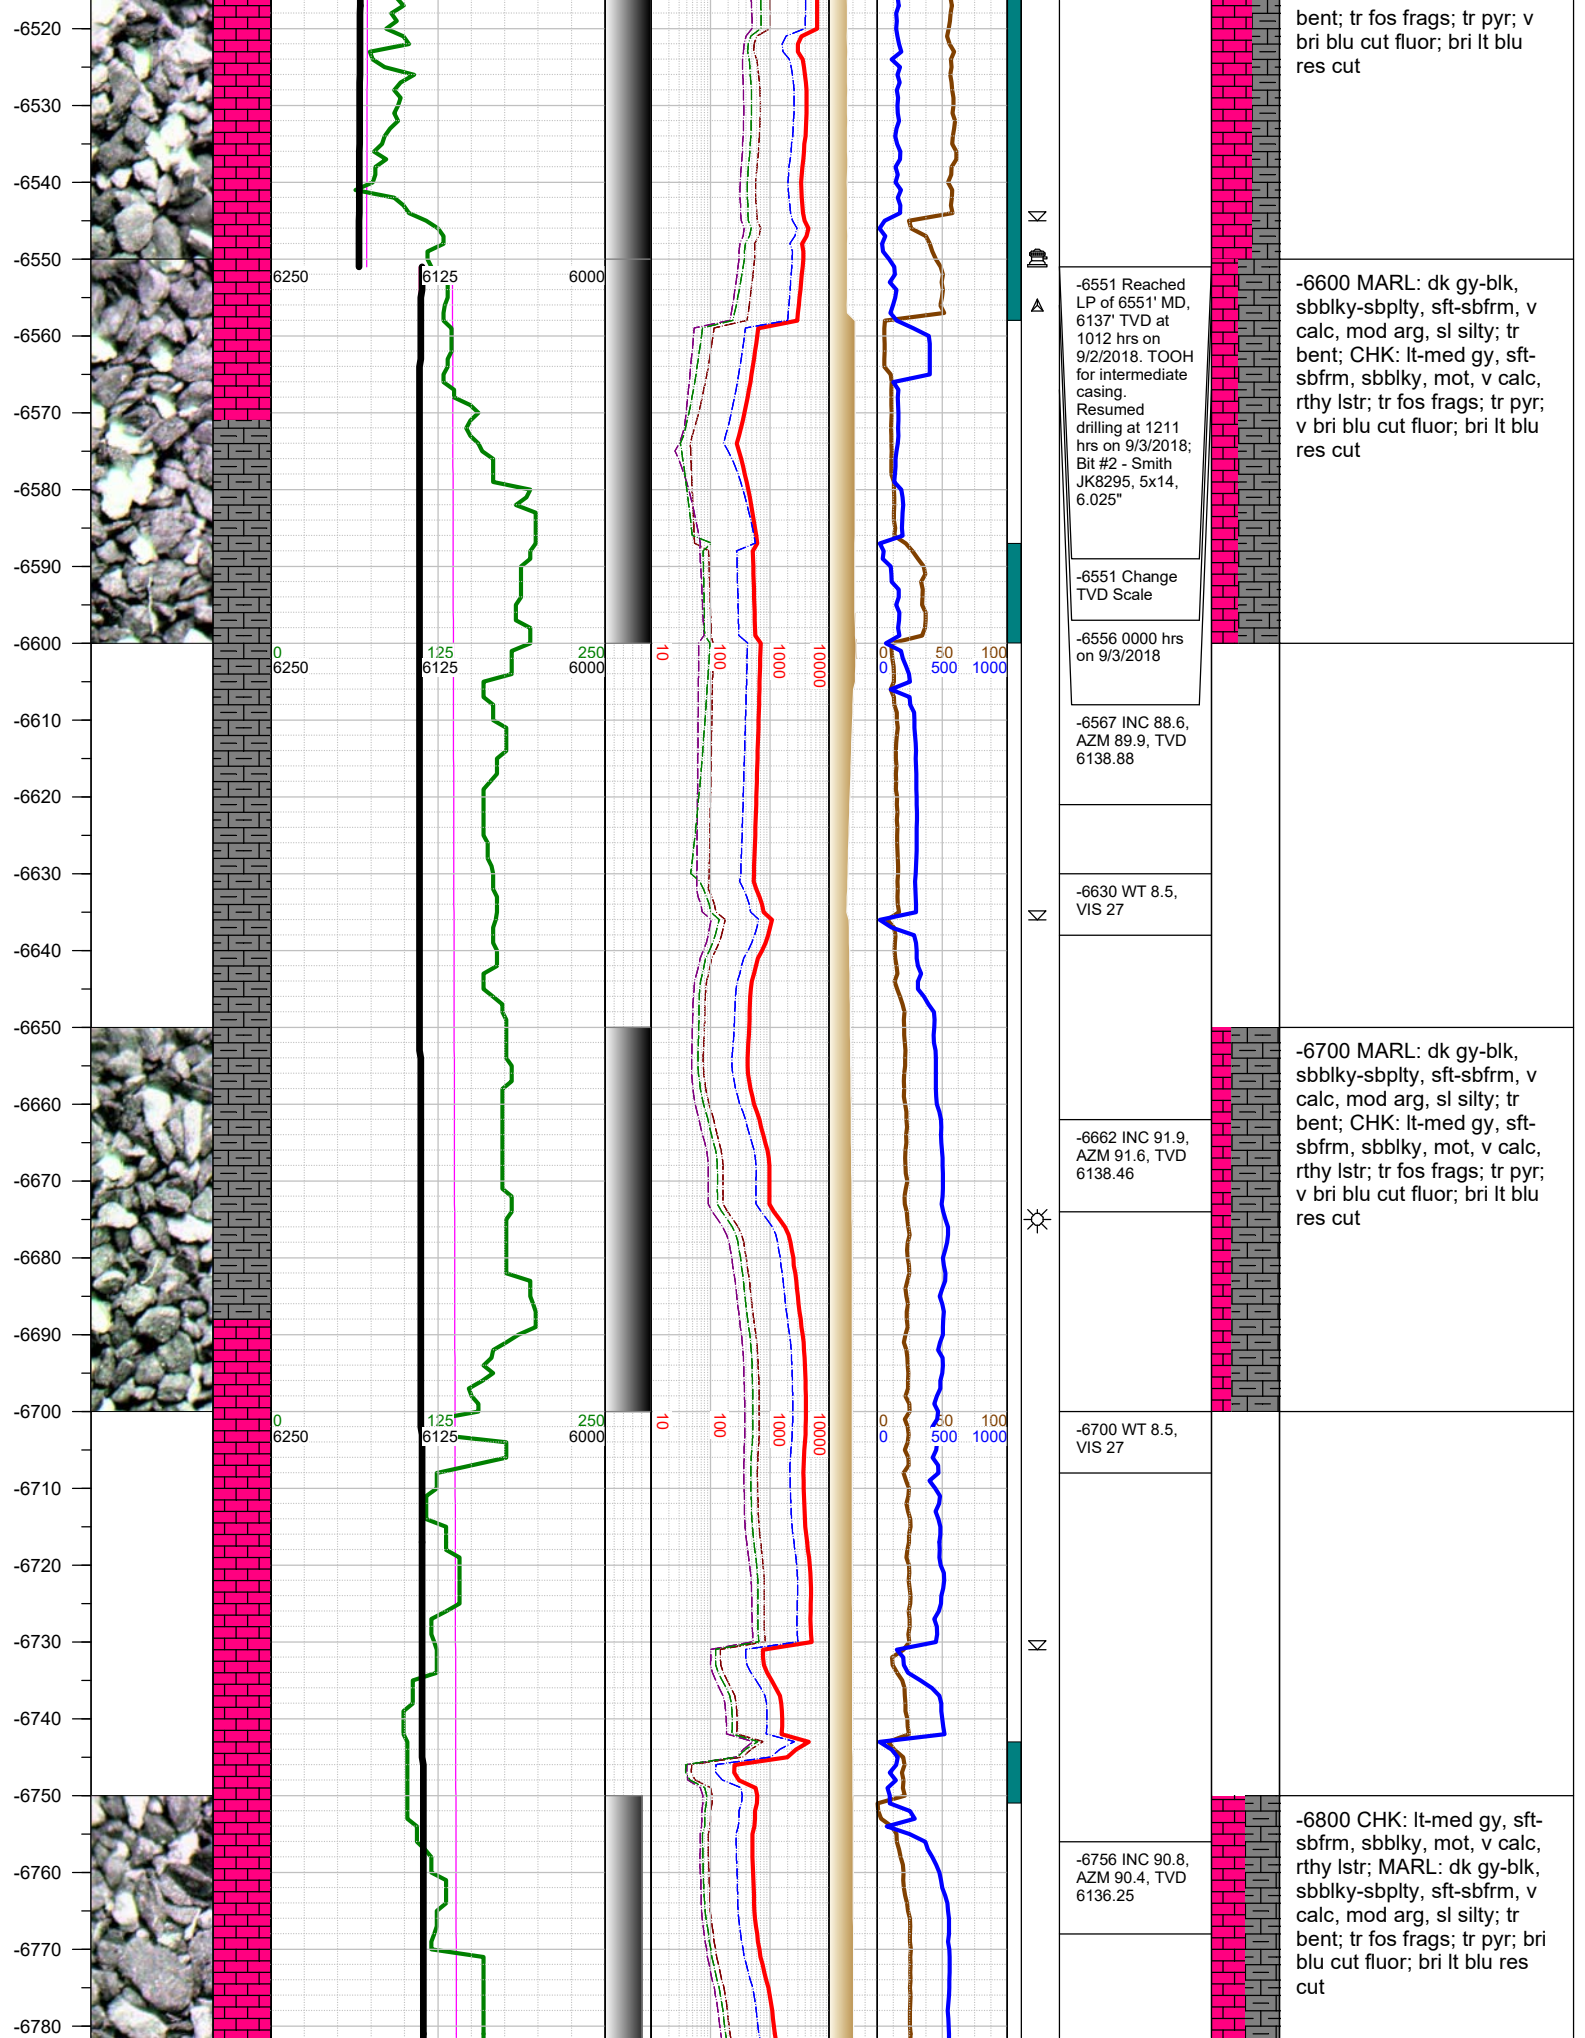 bent; tr fos frags; tr pyr; v
bri blu cut fluor; bri lt blu
res cut
-6520
-6530
-6540
-6550
6250 6125 6000
-6551 Reached
LP of 6551' MD,
6137' TVD at
1012 hrs on
9/2/2018. TOOH
for intermediate
casing.
Resumed
drilling at 1211
hrs on 9/3/2018;
Bit #2 - Smith
JK8295, 5x14,
6.025"
-6600 MARL: dk gy-blk,
sbblky-sbplty, sft-sbfrm, v
calc, mod arg, sl silty; tr
bent; CHK: lt-med gy, sft-
sbfrm, sbblky, mot, v calc,
rthy lstr; tr fos frags; tr pyr;
v bri blu cut fluor; bri lt blu
res cut
-6560
-6570
-6580
-6590
-6551 Change
TVD Scale
-6556 0000 hrs
on 9/3/2018
-6600
0 125 250
6250 6125 6000
10 100 1000 10000
0 50 100
0 500 1000
-6567 INC 88.6,
AZM 89.9, TVD
6138.88
-6610
-6620
-6630
-6630 WT 8.5,
VIS 27
-6640
-6650
-6700 MARL: dk gy-blk,
sbblky-sbplty, sft-sbfrm, v
calc, mod arg, sl silty; tr
bent; CHK: lt-med gy, sft-
sbfrm, sbblky, mot, v calc,
rthy lstr; tr fos frags; tr pyr;
v bri blu cut fluor; bri lt blu
res cut
-6660
-6662 INC 91.9,
AZM 91.6, TVD
6138.46
-6670
-6680
-6690
-6700
0 125 250
6250 6125 6000
10 100 1000 10000
0 50 100
0 500 1000
-6700 WT 8.5,
VIS 27
-6710
-6720
-6730
-6740
-6750
-6756 INC 90.8,
AZM 90.4, TVD
6136.25
-6800 CHK: lt-med gy, sft-
sbfrm, sbblky, mot, v calc,
rthy lstr; MARL: dk gy-blk,
sbblky-sbplty, sft-sbfrm, v
calc, mod arg, sl silty; tr
bent; tr fos frags; tr pyr; bri
blu cut fluor; bri lt blu res
cut
-6760
-6770
-6780